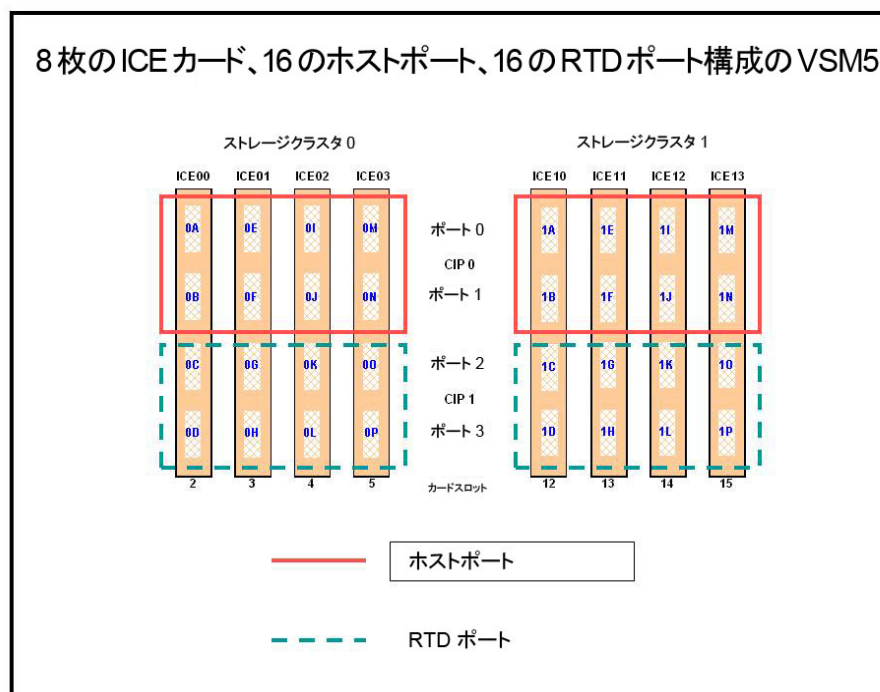 8枚のICEカード、16のホストポート、16のRTDポート構成のVSM5
ストレージクラスタ 0 ストレージクラスタ 1
ICE00 ICE01 ICE02 ICE03 ICE10 ICE11 ICE12 ICE13
0A 0E 0I 0M ポート 0 1A 1E 1I 1M
CIP 0
0B 0F 0J 0N ポート 1 1B 1F 1J 1N
0C 0G 0K 0O ポート 2 1C 1G 1K 1O
CIP 1
0D 0H 0L 0P ポート 3 1D 1H 1L 1P
2 3 4 5 カードスロット 12 13 14 15
ホストポート
RTD ポート